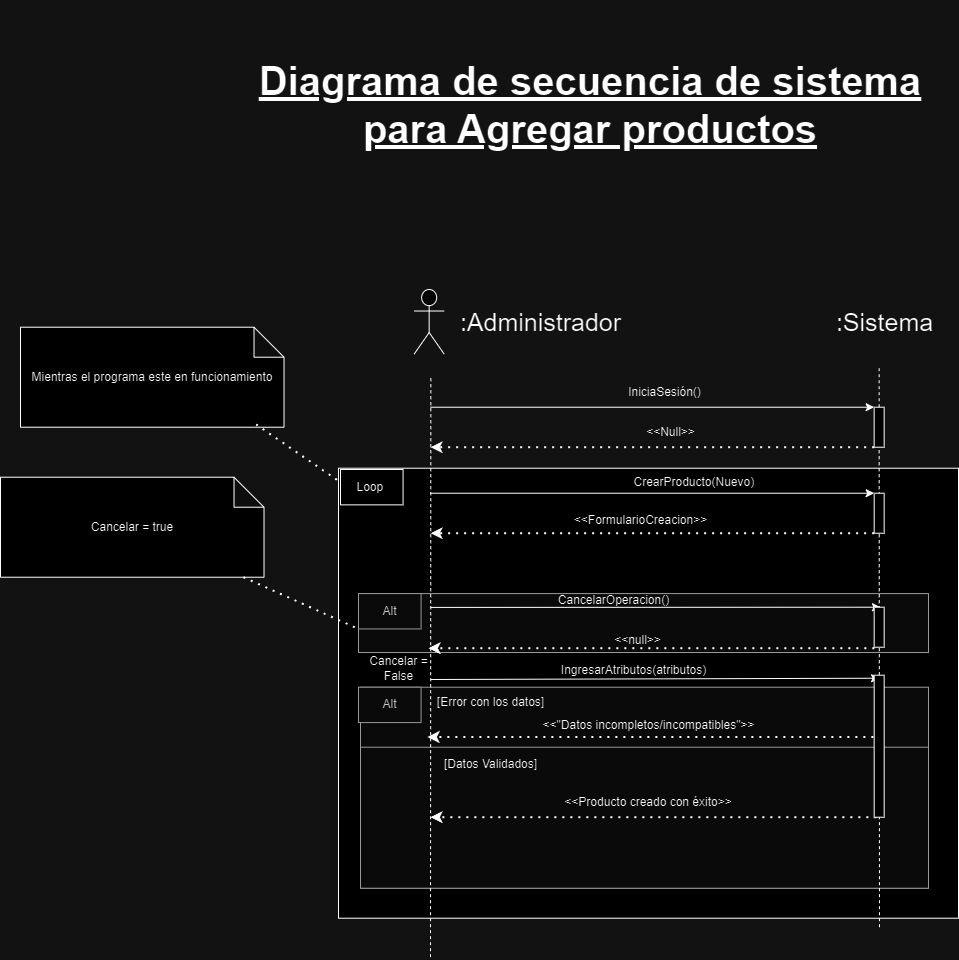 Diagrama de secuencia de sistema
para Agregar productos
:Administrador
:Sistema
Mientras el programa este en funcionamiento
IniciaSesión()
<<Null>>
Loop
CrearProducto(Nuevo)
<<FormularioCreacion>>
Cancelar = true
Alt
CancelarOperacion()
<<null>>
Cancelar =
False
IngresarAtributos(atributos)
Alt
[Error con los datos]
<<"Datos incompletos/incompatibles">>
[Datos Validados]
<<Producto creado con éxito>>